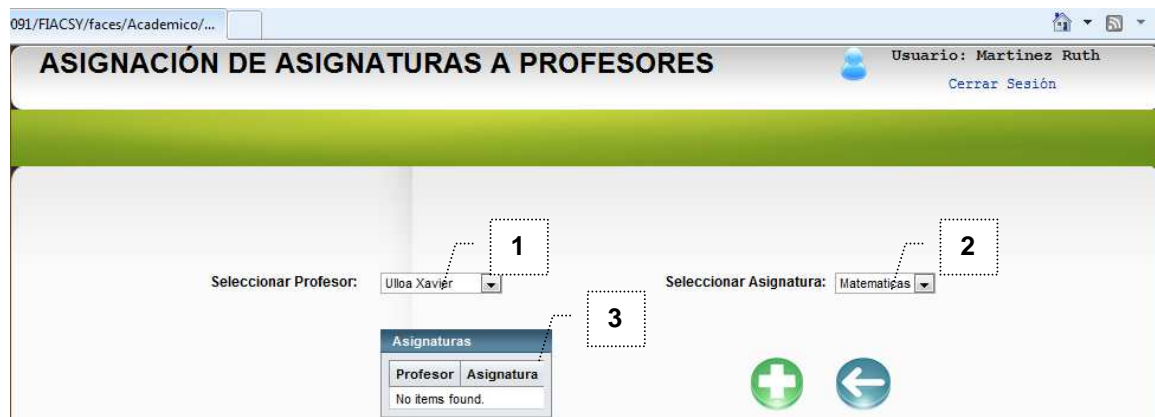 091/FIACSY/faces/Academico/...
ASIGNACIÓN DE ASIGNATURAS A PROFESORES
Usuario: Martinez Ruth
Cerrar Sesión
1
2
Seleccionar Profesor: Ulloa Xavier
Seleccionar Asignatura: Matematicas
3
Asignaturas
Profesor Asignatura
No items found.